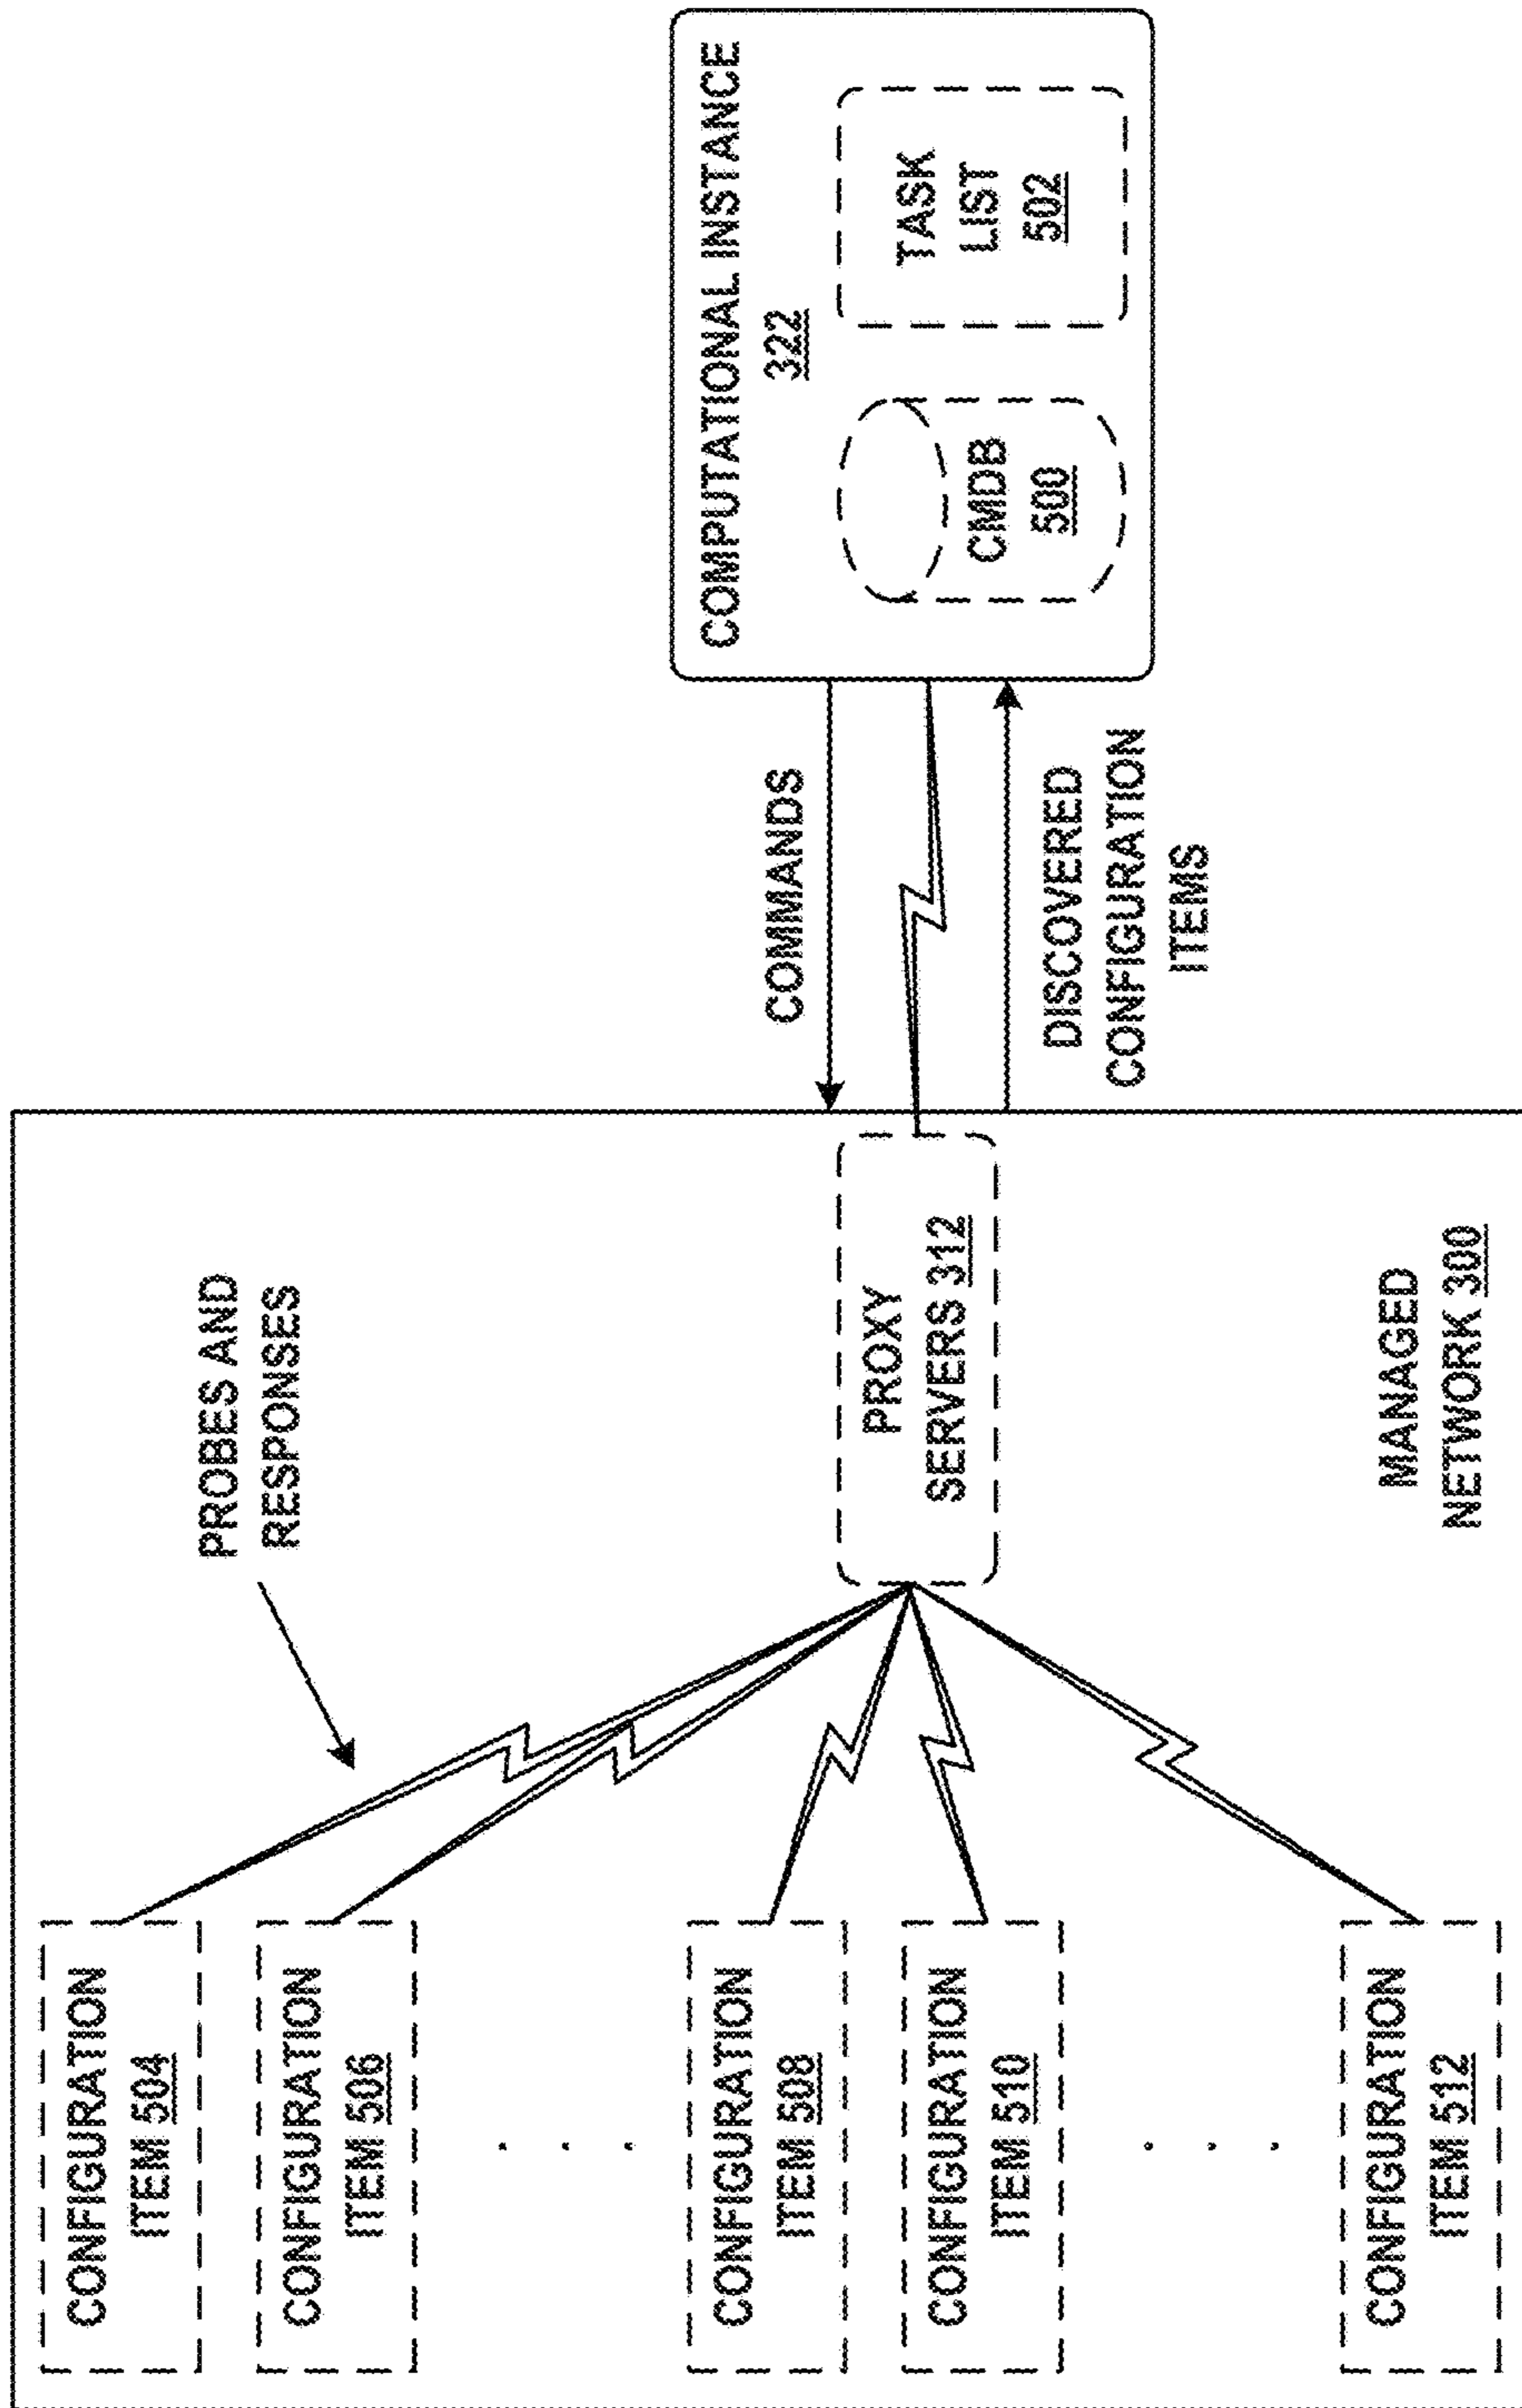 COMPUTATIONAL INSTANCE
322
CMDB
500
TASK
LIST
502
COMMANDS
DISCOVERED
CONFIGURATION
ITEMS
PROBES AND
RESPONSES
PROXY
SERVERS 312
MANAGED
NETWORK 300
CONFIGURATION
ITEM 504
CONFIGURATION
ITEM 506
. . .
CONFIGURATION
ITEM 508
CONFIGURATION
ITEM 510
. . .
CONFIGURATION
ITEM 512